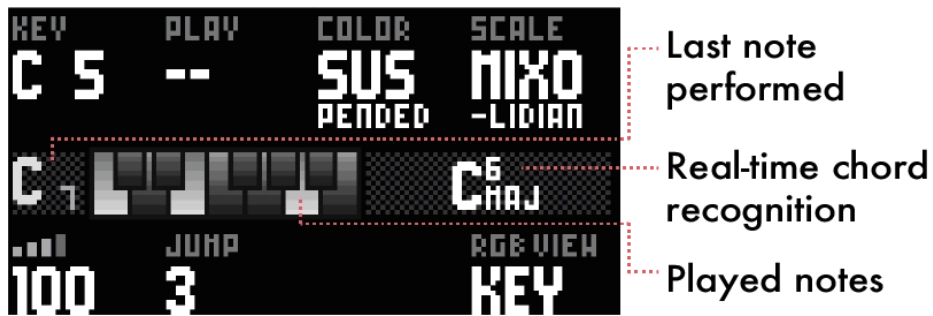 KEY PLAY COLOR SCALE
C 5 -- SUS MIXO
PENDED -LIDIAN
Last note
performed
C 7 C6
MAJ
Real-time chord
recognition
JUMP RGB VIEW
100 3 KEY
Played notes